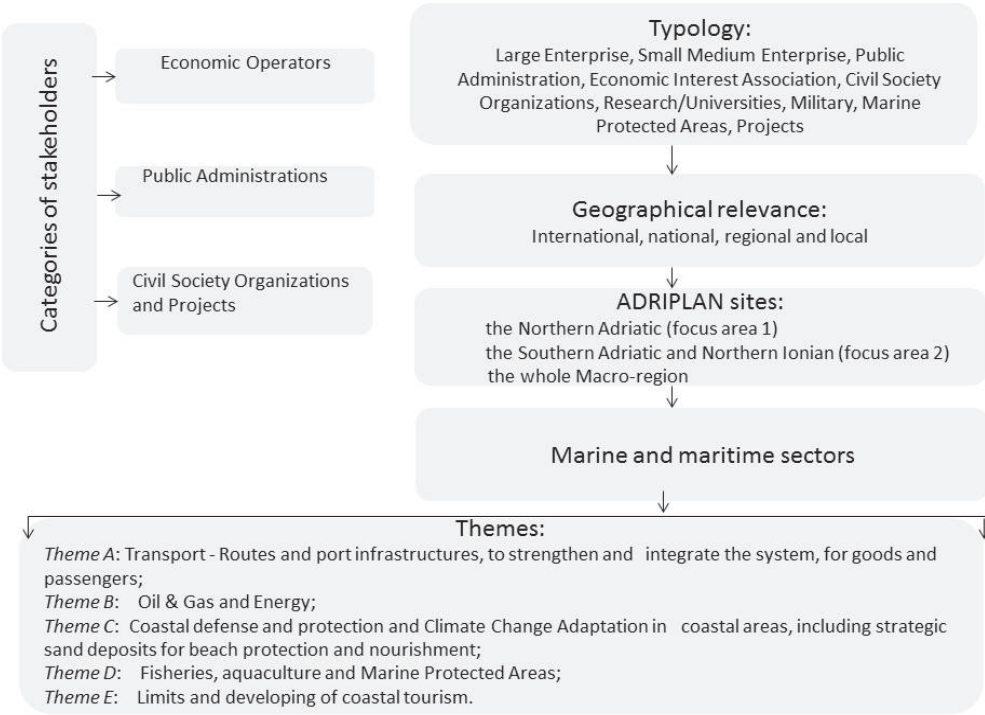 Categories of stakeholders
Economic Operators
Public Administrations
Civil Society Organizations
and Projects
Typology:
Large Enterprise, Small Medium Enterprise, Public
Administration, Economic Interest Association, Civil Society
Organizations, Research/Universities, Military, Marine
Protected Areas, Projects
Geographical relevance:
International, national, regional and local
ADRIPLAN sites:
the Northern Adriatic (focus area 1)
the Southern Adriatic and Northern Ionian (focus area 2)
the whole Macro-region
Marine and maritime sectors
Themes:
Theme A: Transport - Routes and port infrastructures, to strengthen and integrate the system, for goods and
passengers;
Theme B: Oil & Gas and Energy;
Theme C: Coastal defense and protection and Climate Change Adaptation in coastal areas, including strategic
sand deposits for beach protection and nourishment;
Theme D: Fisheries, aquaculture and Marine Protected Areas;
Theme E: Limits and developing of coastal tourism.